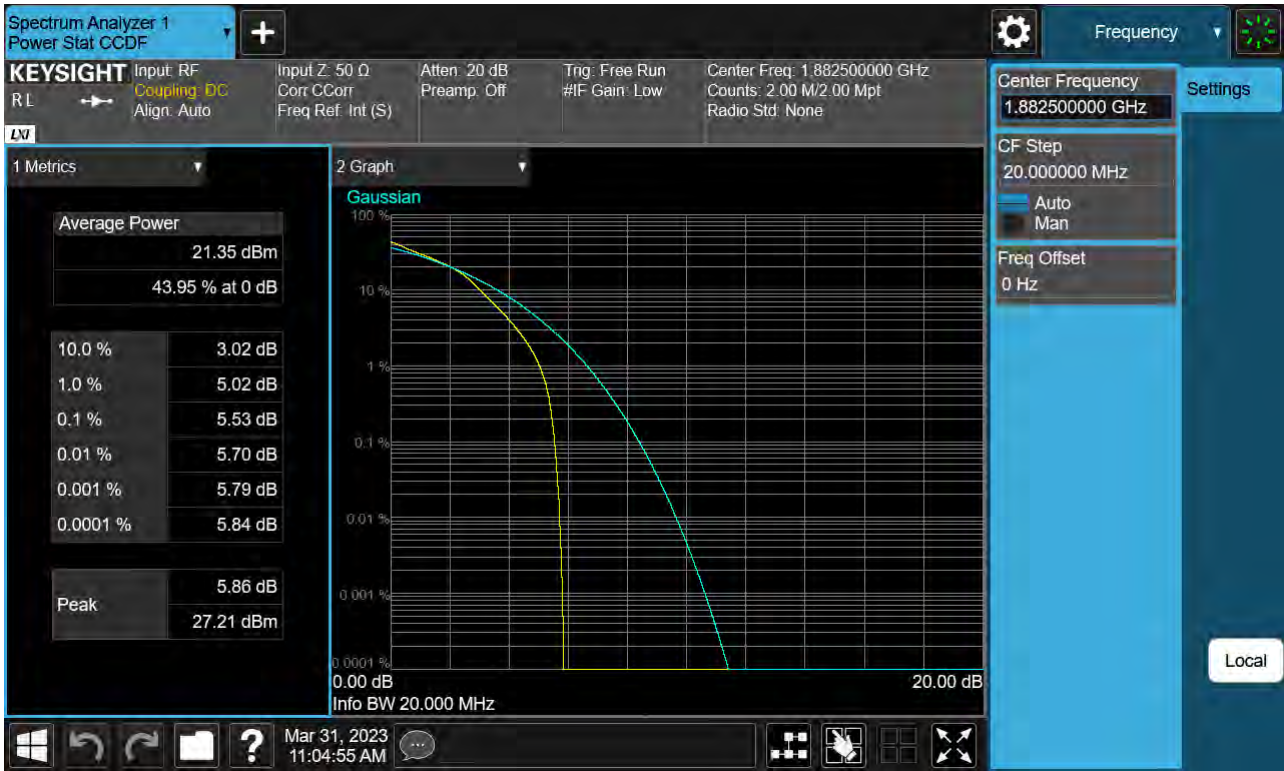 Spectrum Analyzer 1
Power Stat CCDF
+
Frequency
KEYSIGHT
RL
LXI
Input: RF
Coupling: DC
Align: Auto
Input Z: 50 Ω
Corr CCorr
Freq Ref: Int (S)
Atten: 20 dB
Preamp: Off
Trig: Free Run
#IF Gain: Low
Center Freq: 1.882500000 GHz
Counts: 2.00 M/2.00 Mpt
Radio Std: None
Center Frequency
1.882500000 GHz
Settings
CF Step
20.000000 MHz
Auto
Man
Freq Offset
0 Hz
1 Metrics
Average Power
21.35 dBm
43.95 % at 0 dB
10.0 % 3.02 dB
1.0 % 5.02 dB
0.1 % 5.53 dB
0.01 % 5.70 dB
0.001 % 5.79 dB
0.0001 % 5.84 dB
Peak
5.86 dB
27.21 dBm
2 Graph
Gaussian
100 %
10 %
1 %
0.1 %
0.01 %
0.001 %
0.0001 %
0.00 dB 20.00 dB
Info BW 20.000 MHz
Local
?
Mar 31, 2023
11:04:55 AM